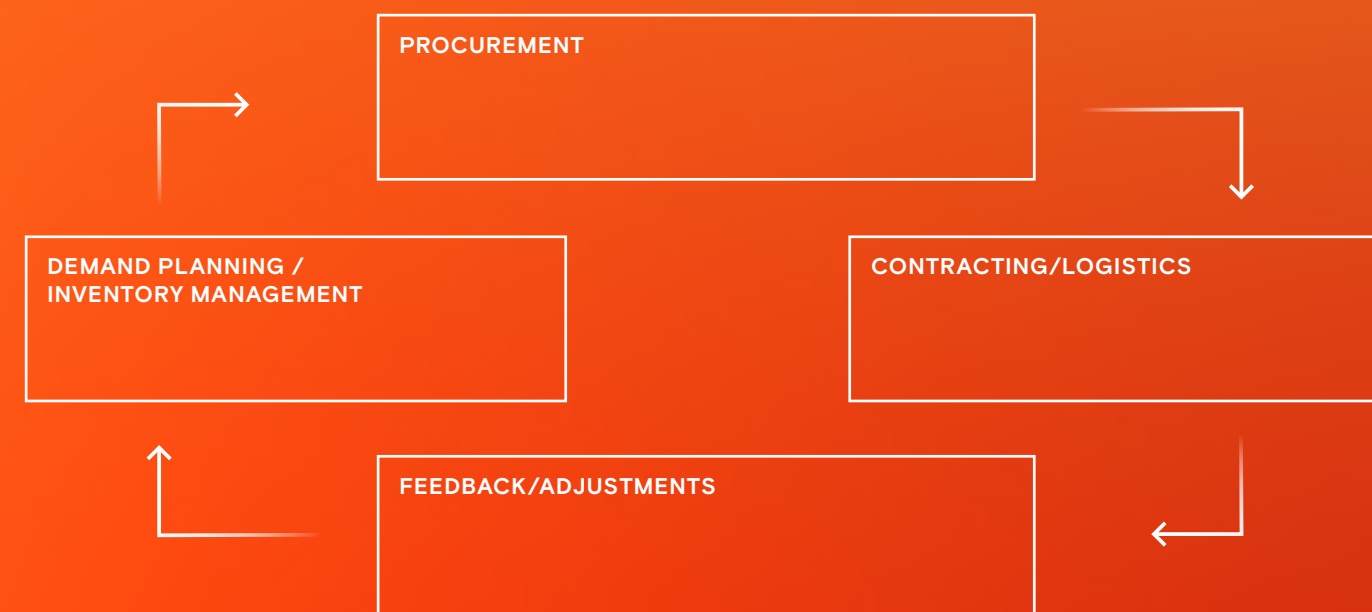 PROCUREMENT
DEMAND PLANNING /
INVENTORY MANAGEMENT
CONTRACTING/LOGISTICS
FEEDBACK/ADJUSTMENTS